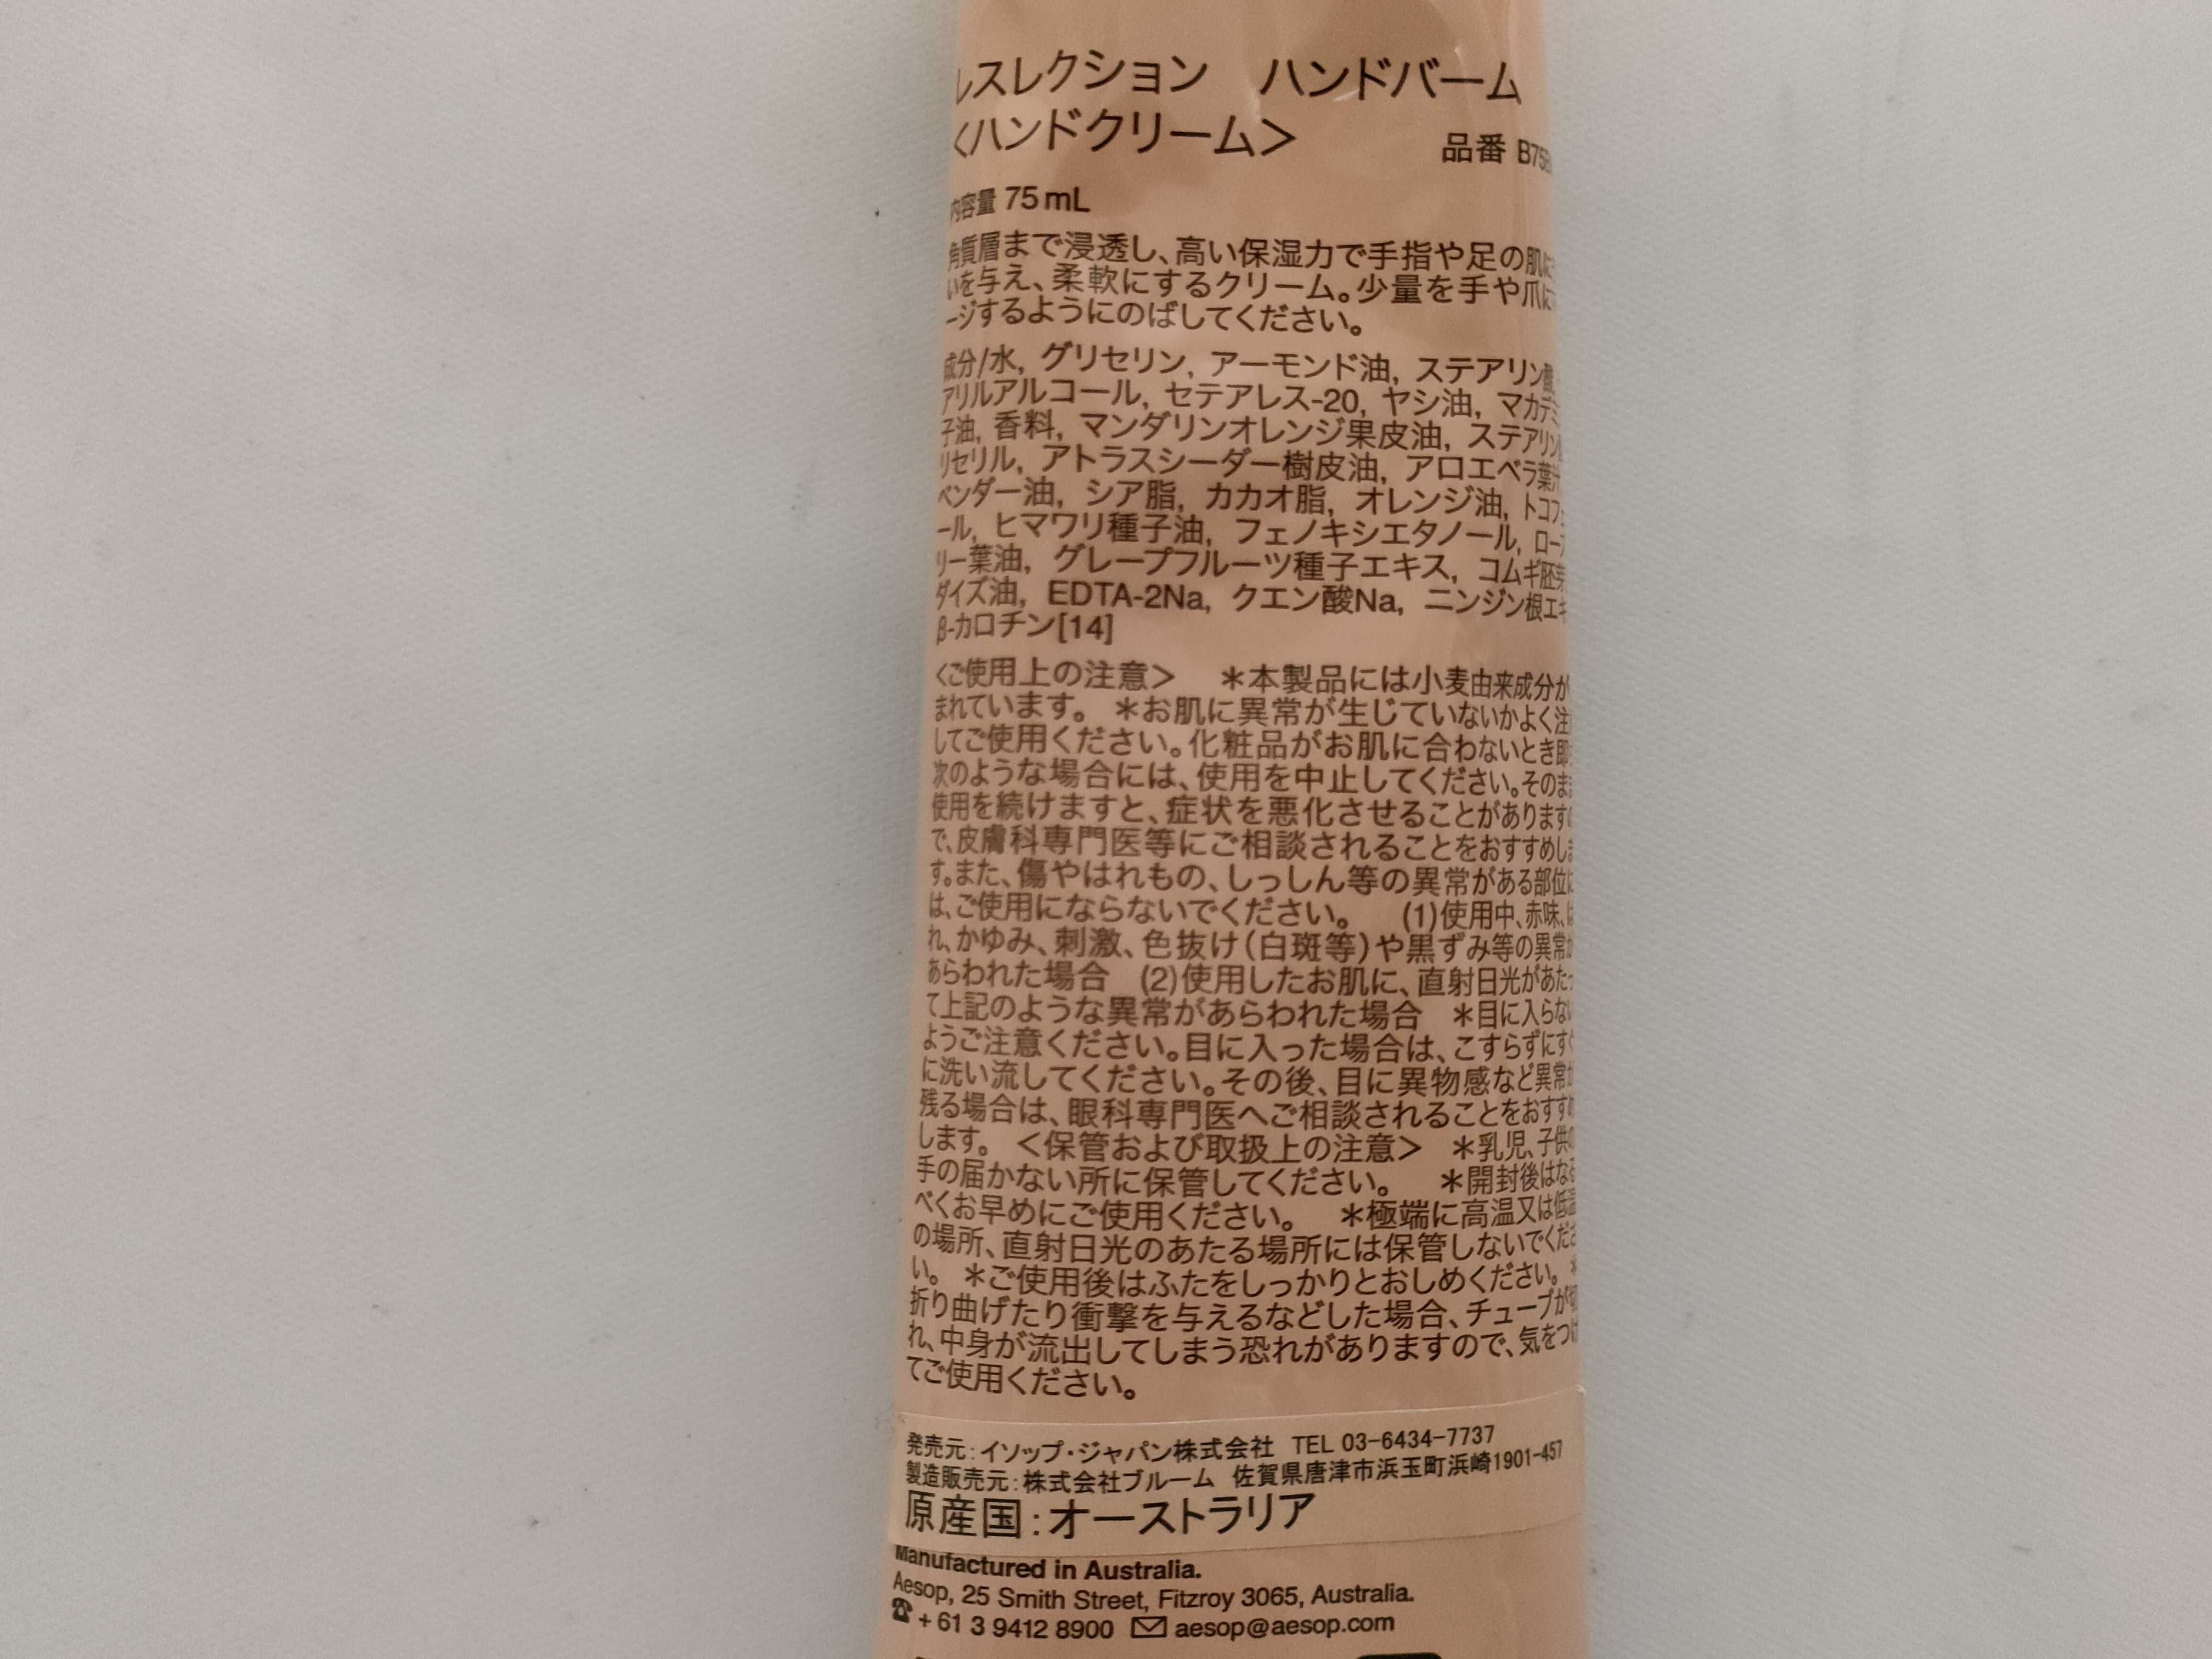 レスレクション ハンドバーム
<ハンドクリーム> 品番 B75
内容量 75 mL
角質層まで浸透し、高い保湿力で手指や足の肌に
いを与え、柔軟にするクリーム。少量を手や爪に
ージするようにのばしてください。
成分/水, グリセリン, アーモンド油, ステアリン酸,
アリルアルコール, セテアレス-20, ヤシ油, マカデミ
子油, 香料, マンダリンオレンジ果皮油, ステアリン
リセリル, アトラスシーダー樹皮油, アロエベラ葉汁
ベンダー油, シア脂, カカオ脂, オレンジ油, トコフェ
ール, ヒマワリ種子油, フェノキシエタノール, ロー
リー葉油, グレープフルーツ種子エキス, コムギ胚芽
ダイズ油, EDTA-2Na, クエン酸Na, ニンジン根エキ
β-カロチン[14]
<ご使用上の注意> *本製品には小麦由来成分が
まれています。 *お肌に異常が生じていないかよく注
してご使用ください。化粧品がお肌に合わないとき即
次のような場合には、使用を中止してください。そのまま
使用を続けますと、症状を悪化させることがありますの
で、皮膚科専門医等にご相談されることをおすすめしま
す。また、傷やはれもの、しっしん等の異常がある部位に
は、ご使用にならないでください。 (1)使用中、赤味、は
れ、かゆみ、刺激、色抜け(白斑等)や黒ずみ等の異常が
あらわれた場合 (2)使用したお肌に、直射日光があたっ
て上記のような異常があらわれた場合 *目に入らない
ようご注意ください。目に入った場合は、こすらずにすぐ
に洗い流してください。その後、目に異物感など異常が
残る場合は、眼科専門医へご相談されることをおすすめ
します。 <保管および取扱上の注意> *乳児、子供の
手の届かない所に保管してください。 *開封後はなる
べくお早めにご使用ください。 *極端に高温又は低温
の場所、直射日光のあたる場所には保管しないでくださ
い。 *ご使用後はふたをしっかりとおしめください。 *
折り曲げたり衝撃を与えるなどした場合、チューブが切
れ、中身が流出してしまう恐れがありますので、気をつけ
てご使用ください。
発売元:イソップ・ジャパン株式会社 TEL 03-6434-7737
製造販売元:株式会社ブルーム 佐賀県唐津市浜玉町浜崎1901-457
原産国:オーストラリア
Manufactured in Australia.
Aesop, 25 Smith Street, Fitzroy 3065, Australia.
☎ + 61 3 9412 8900 ✉ aesop@aesop.com